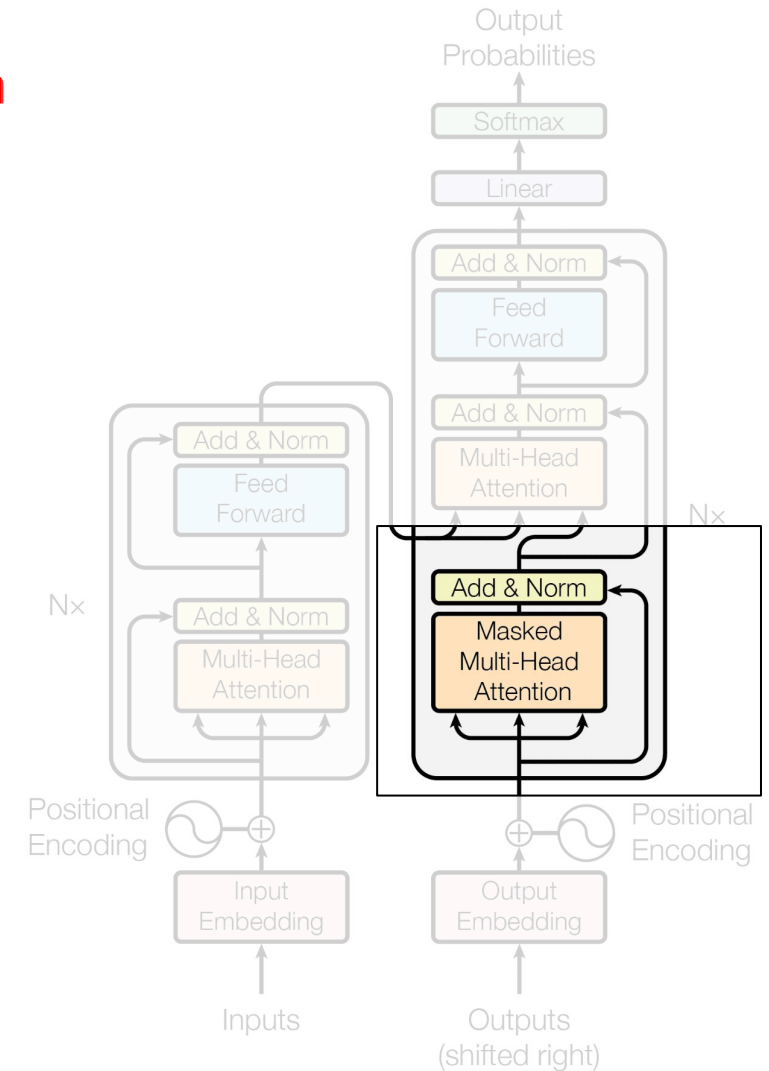 Output
Probabilities
Softmax
Linear
Add & Norm
Feed
Forward
Add & Norm
Multi-Head
Attention
Nx
Add & Norm
Masked
Multi-Head
Attention
Add & Norm
Feed
Forward
Nx
Add & Norm
Multi-Head
Attention
Positional
Encoding
Positional
Encoding
Input
Embedding
Output
Embedding
Inputs
Outputs
(shifted right)